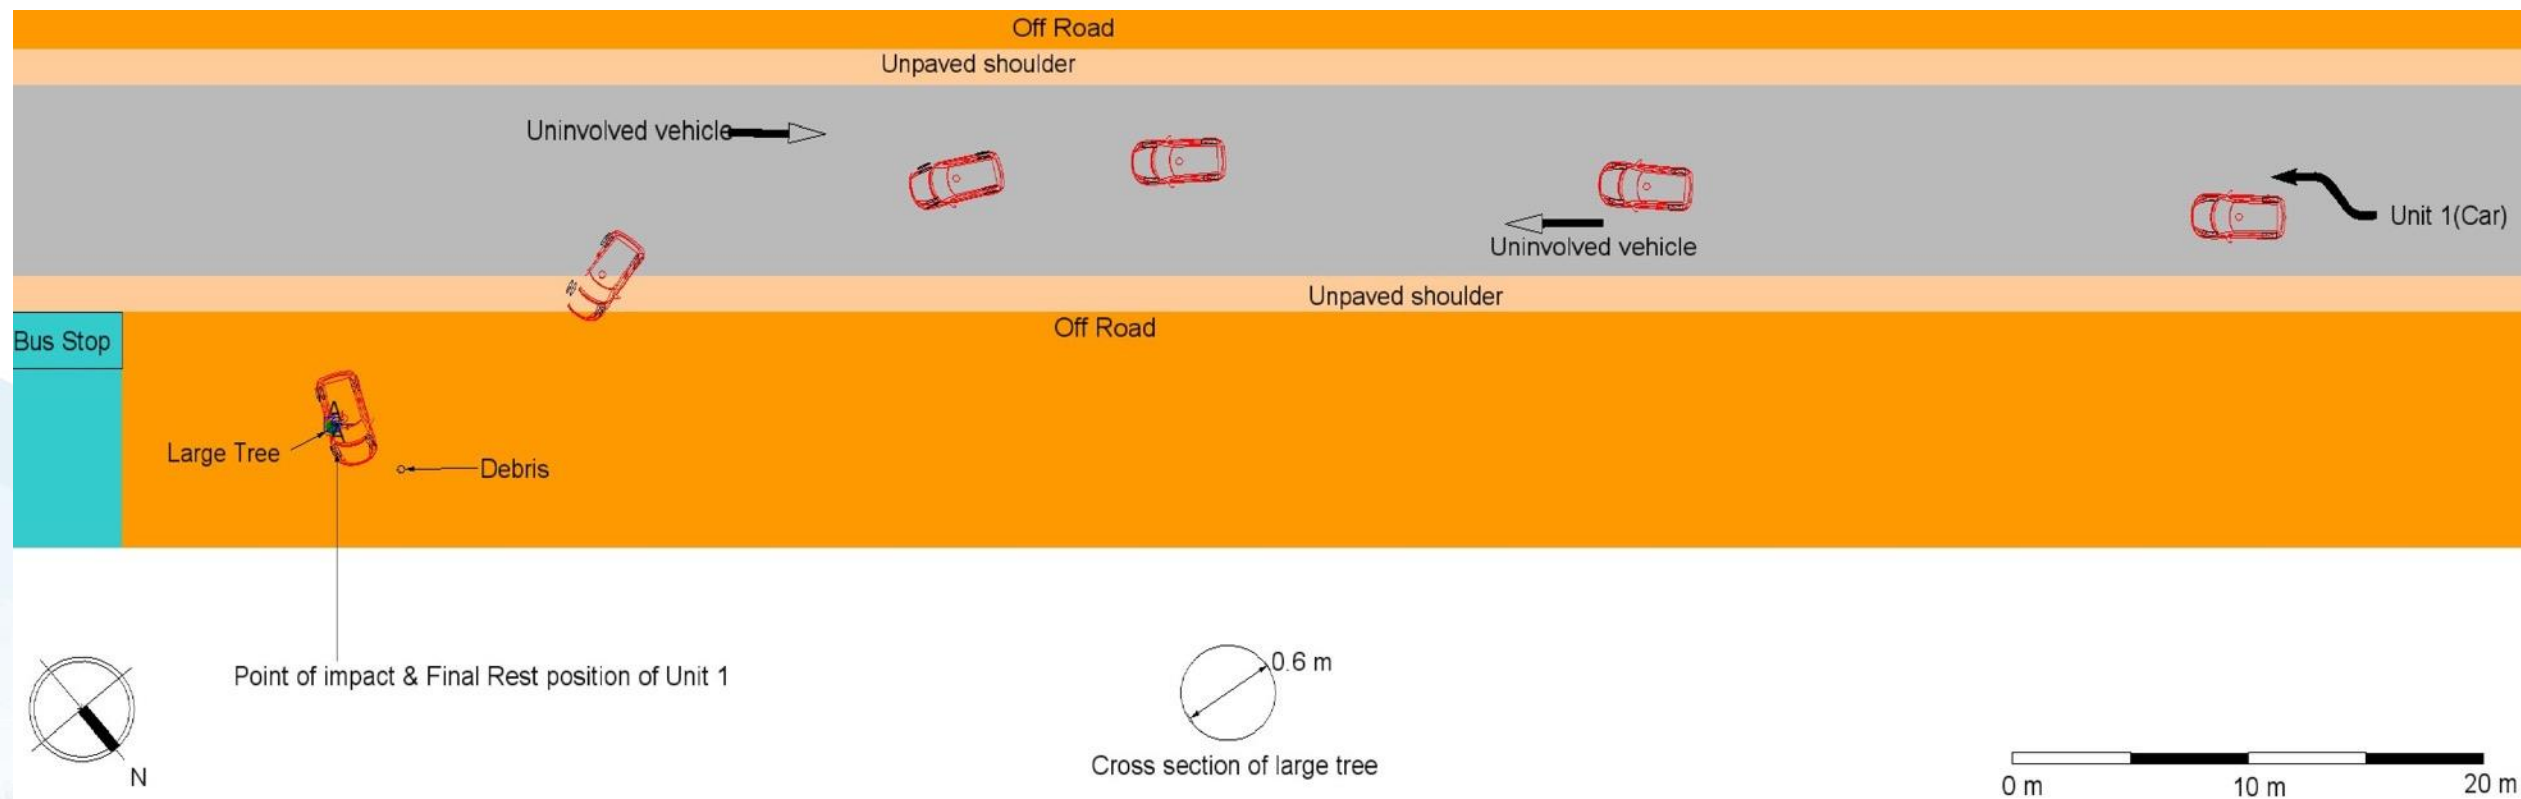 Off Road
Unpaved shoulder
Uninvolved vehicle
Unit 1(Car)
Uninvolved vehicle
Unpaved shoulder
Off Road
Bus Stop
Large Tree
Debris
Point of impact & Final Rest position of Unit 1
0.6 m
Cross section of large tree
N
0 m
10 m
20 m